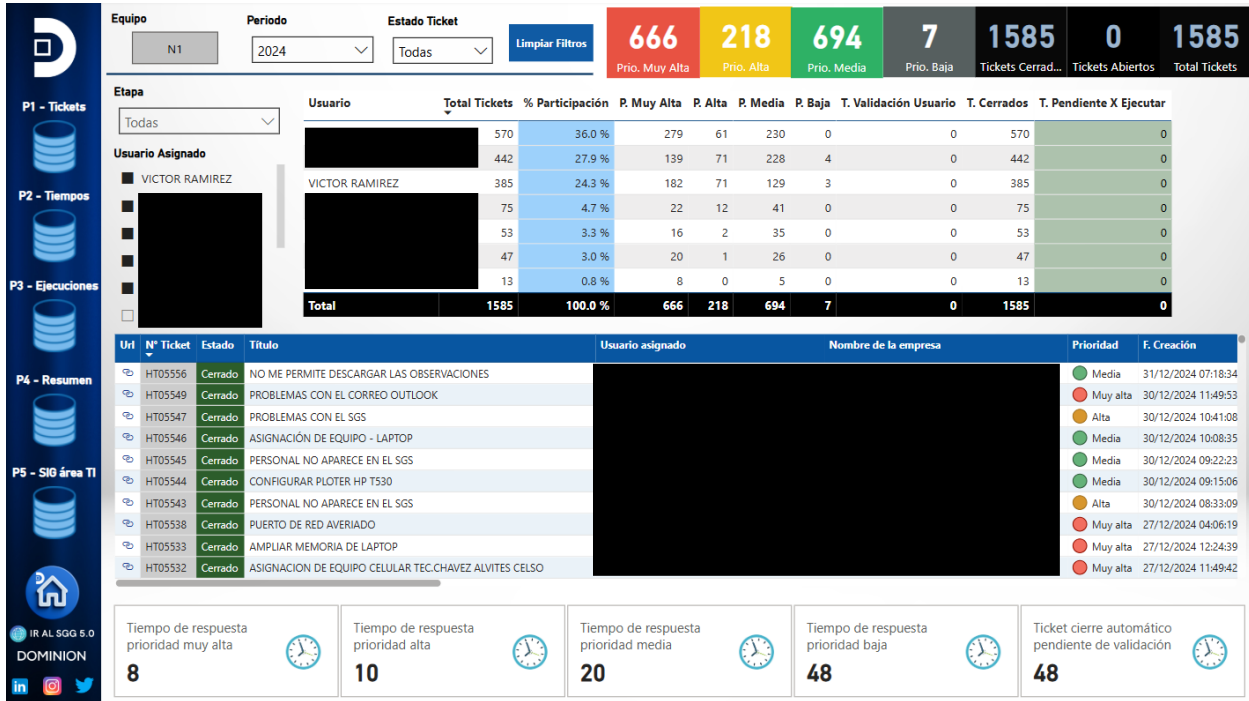 Equipo
N1
Periodo
2024
Estado Ticket
Todas
Limpiar Filtros
666
Prio. Muy Alta
218
Prio. Alta
694
Prio. Media
7
Prio. Baja
1585
Tickets Cerrad...
0
Tickets Abiertos
1585
Total Tickets
P1 - Tickets
P2 - Tiempos
P3 - Ejecuciones
P4 - Resumen
P5 - SIG área TI
IR AL SGG 5.0
DOMINION
in
Etapa
Todas
Usuario Asignado
VICTOR RAMIREZ
Usuario Total Tickets % Participación P. Muy Alta P. Alta P. Media P. Baja T. Validación Usuario T. Cerrados T. Pendiente X Ejecutar
570 36.0 % 279 61 230 0 0 570 0
442 27.9 % 139 71 228 4 0 442 0
VICTOR RAMIREZ 385 24.3 % 182 71 129 3 0 385 0
75 4.7 % 22 12 41 0 0 75 0
53 3.3 % 16 2 35 0 0 53 0
47 3.0 % 20 1 26 0 0 47 0
13 0.8 % 8 0 5 0 0 13 0
Total 1585 100.0 % 666 218 694 7 0 1585 0
Url N° Ticket Estado Título Usuario asignado Nombre de la empresa Prioridad F. Creación
HT05556 Cerrado NO ME PERMITE DESCARGAR LAS OBSERVACIONES Media 31/12/2024 07:18:34
HT05549 Cerrado PROBLEMAS CON EL CORREO OUTLOOK Muy alta 30/12/2024 11:49:53
HT05547 Cerrado PROBLEMAS CON EL SGS Alta 30/12/2024 10:41:08
HT05546 Cerrado ASIGNACIÓN DE EQUIPO - LAPTOP Media 30/12/2024 10:08:35
HT05545 Cerrado PERSONAL NO APARECE EN EL SGS Media 30/12/2024 09:22:23
HT05544 Cerrado CONFIGURAR PLOTER HP T530 Media 30/12/2024 09:15:06
HT05543 Cerrado PERSONAL NO APARECE EN EL SGS Alta 30/12/2024 08:33:09
HT05538 Cerrado PUERTO DE RED AVERIADO Muy alta 27/12/2024 04:06:19
HT05533 Cerrado AMPLIAR MEMORIA DE LAPTOP Muy alta 27/12/2024 12:24:39
HT05532 Cerrado ASIGNACION DE EQUIPO CELULAR TEC.CHAVEZ ALVITES CELSO Muy alta 27/12/2024 11:49:42
Tiempo de respuesta
prioridad muy alta
8
Tiempo de respuesta
prioridad alta
10
Tiempo de respuesta
prioridad media
20
Tiempo de respuesta
prioridad baja
48
Ticket cierre automático
pendiente de validación
48